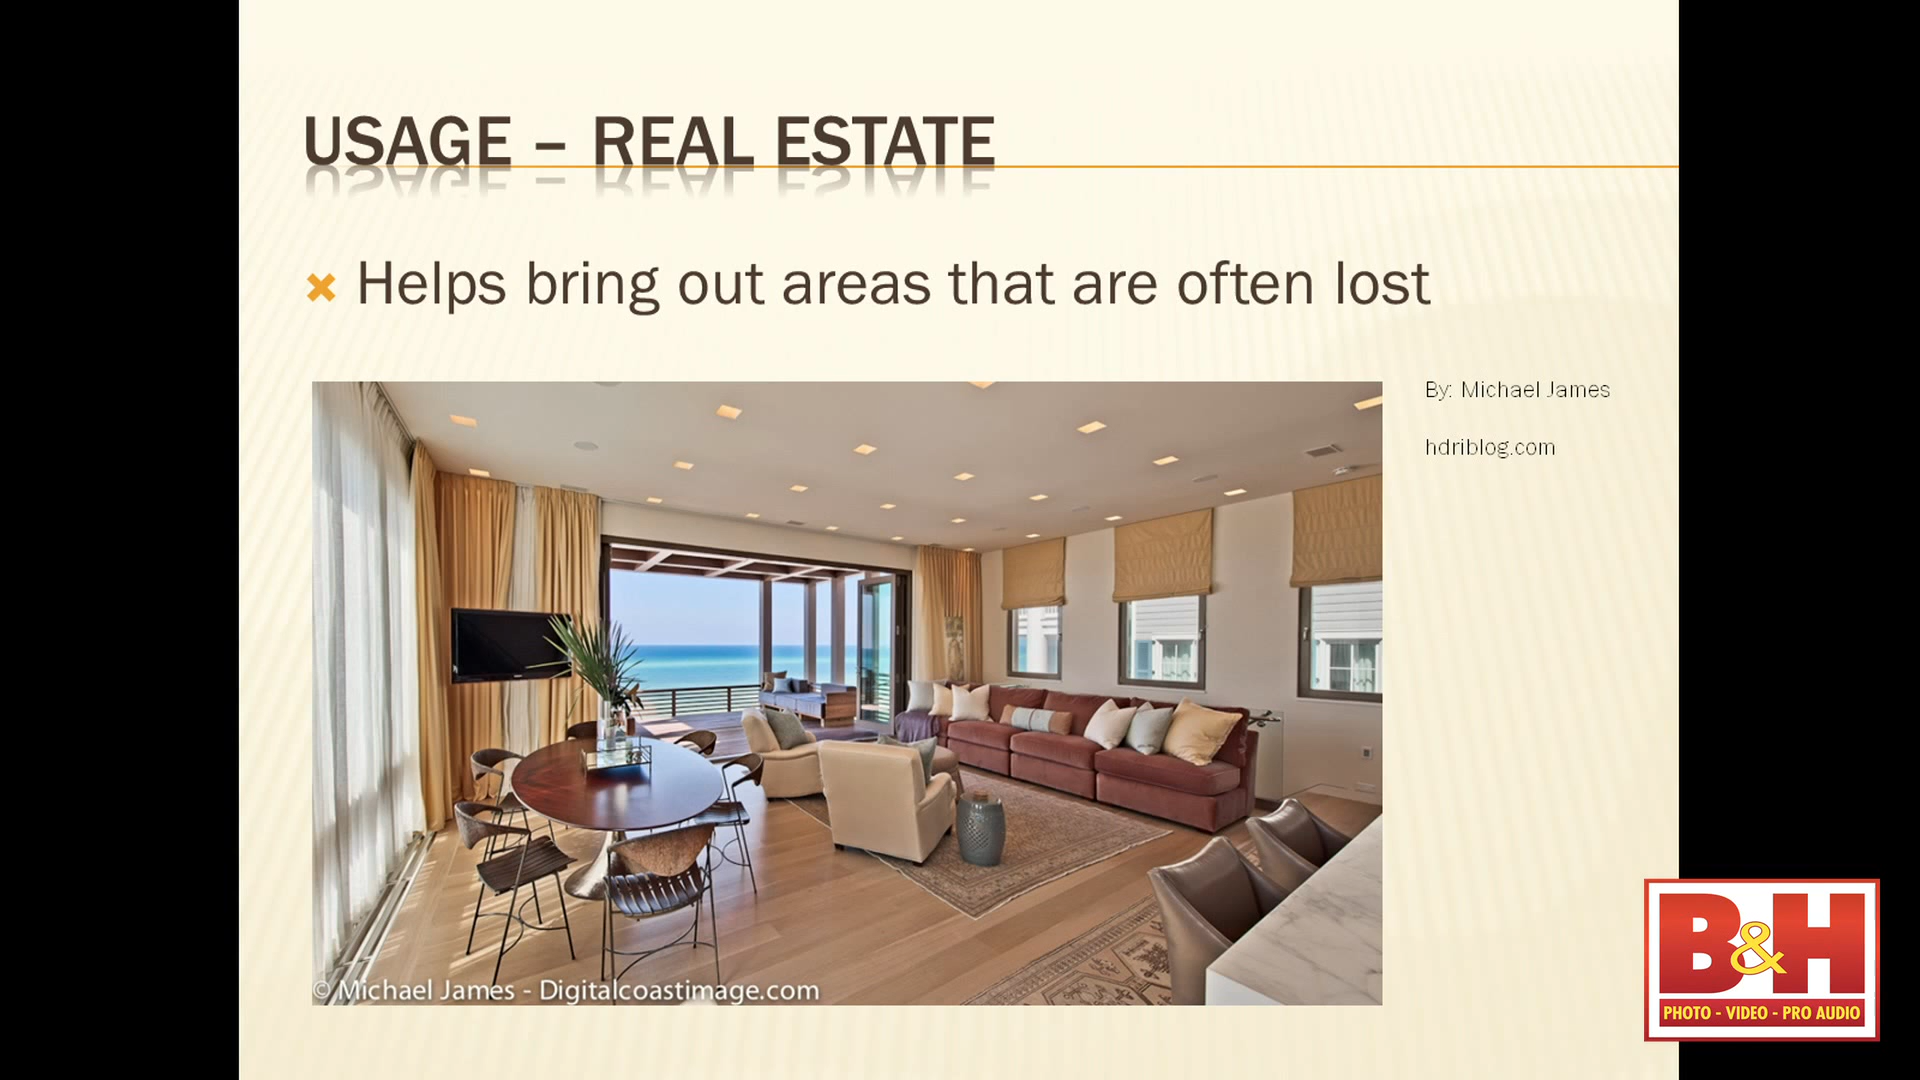 USAGE – REAL ESTATE
Helps bring out areas that are often lost
By: Michael James
hdriblog.com
© Michael James - Digitalcoastimage.com
B&H
PHOTO - VIDEO - PRO AUDIO